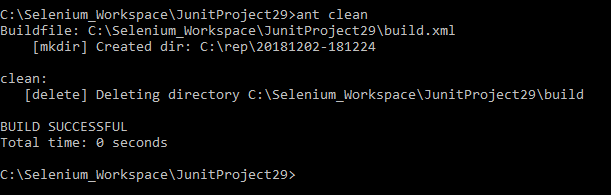 C:\Selenium_Workspace\JunitProject29>ant clean
Buildfile: C:\Selenium_Workspace\JunitProject29\build.xml
    [mkdir] Created dir: C:\rep\20181202-181224

clean:
   [delete] Deleting directory C:\Selenium_Workspace\JunitProject29\build

BUILD SUCCESSFUL
Total time: 0 seconds

C:\Selenium_Workspace\JunitProject29>